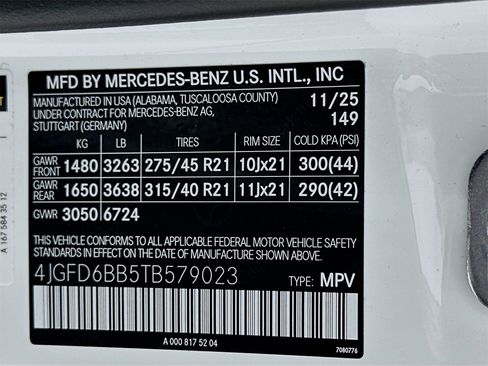 MFD BY MERCEDES-BENZ U.S. INTL., INC
MANUFACTURED IN USA (ALABAMA, TUSCALOOSA COUNTY) 11/25
UNDER CONTRACT FOR MERCEDES-BENZ AG, 149
STUTTGART (GERMANY)
KG LB TIRES RIM SIZE COLD KPA (PSI)
GAWR FRONT 1480 3263 275/45 R21 10Jx21 300(44)
GAWR REAR 1650 3638 315/40 R21 11Jx21 290(42)
GVWR 3050 6724
THIS VEHICLE CONFORMS TO ALL APPLICABLE FEDERAL MOTOR VEHICLE SAFETY
STANDARDS IN EFFECT ON THE DATE OF MANUFACTURE SHOWN ABOVE.
4JGFD6BB5TB579023 TYPE: MPV
A 000 817 52 04 7080776
A 167 584 35 12